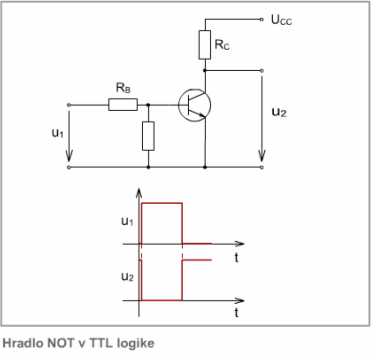 UCC
RC
RB
u1
u2
u1
t
u2
t
Hradlo NOT v TTL logike